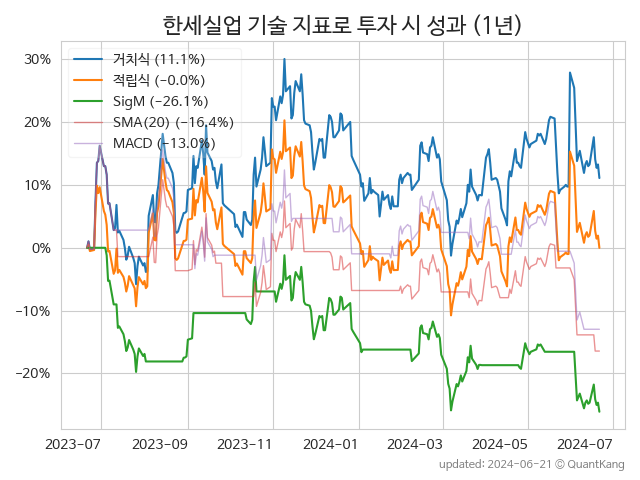 한세실업 기술 지표로 투자 시 성과 (1년)
거치식 (11.1%)
적립식 (−0.0%)
SigM (−26.1%)
SMA(20) (−16.4%)
MACD (−13.0%)
30%
20%
10%
0%
−10%
−20%
2023-07
2023-09
2023-11
2024-01
2024-03
2024-05
2024-07
updated: 2024-06-21 © QuantKang